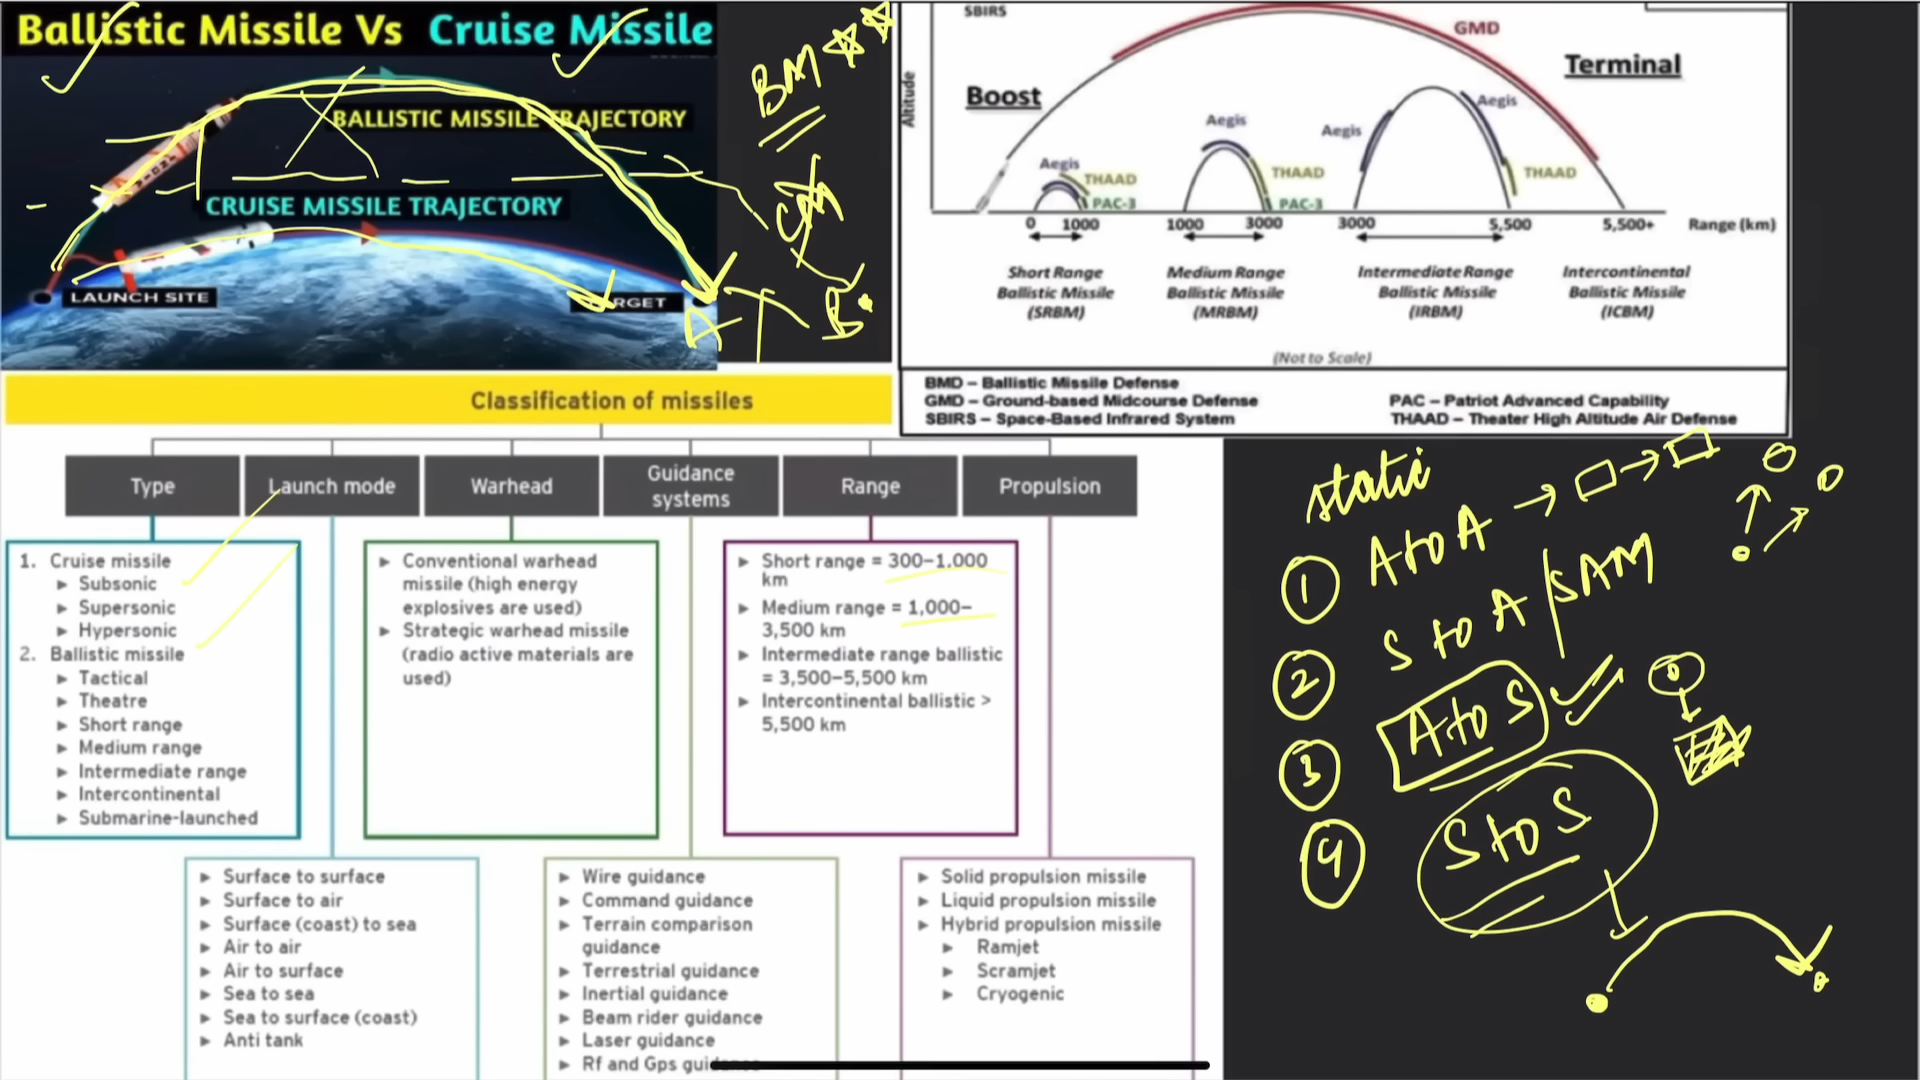 Ballistic Missile Vs Cruise Missile
BALLISTIC MISSILE TRAJECTORY
CRUISE MISSILE TRAJECTORY
LAUNCH SITE
RGET
BM
A
B
SBIRS
GMD
Terminal
Boost
Altitude
Aegis
THAAD
PAC-3
Aegis
THAAD
PAC-3
Aegis
Aegis
THAAD
0 1000 1000 3000 3000 5,500 5,500+ Range (km)
Short Range
Ballistic Missile
(SRBM)
Medium Range
Ballistic Missile
(MRBM)
Intermediate Range
Ballistic Missile
(IRBM)
Intercontinental
Ballistic Missile
(ICBM)
(Not to Scale)
BMD – Ballistic Missile Defense
GMD – Ground-based Midcourse Defense
SBIRS – Space-Based Infrared System
PAC – Patriot Advanced Capability
THAAD – Theater High Altitude Air Defense
Classification of missiles
Type
Launch mode
Warhead
Guidance
systems
Range
Propulsion
1. Cruise missile
► Subsonic
► Supersonic
► Hypersonic
2. Ballistic missile
► Tactical
► Theatre
► Short range
► Medium range
► Intermediate range
► Intercontinental
► Submarine-launched
► Conventional warhead
missile (high energy
explosives are used)
► Strategic warhead missile
(radio active materials are
used)
► Short range = 300–1.000
km
► Medium range = 1,000–
3,500 km
► Intermediate range ballistic
= 3,500–5,500 km
► Intercontinental ballistic >
5,500 km
► Surface to surface
► Surface to air
► Surface (coast) to sea
► Air to air
► Air to surface
► Sea to sea
► Sea to surface (coast)
► Anti tank
► Wire guidance
► Command guidance
► Terrain comparison
guidance
► Terrestrial guidance
► Inertial guidance
► Beam rider guidance
► Laser guidance
► Rf and Gps
► Solid propulsion missile
► Liquid propulsion missile
► Hybrid propulsion missile
► Ramjet
► Scramjet
► Cryogenic
static
1 A to A
2 S to A / SAM
3 A to S
4 S to S